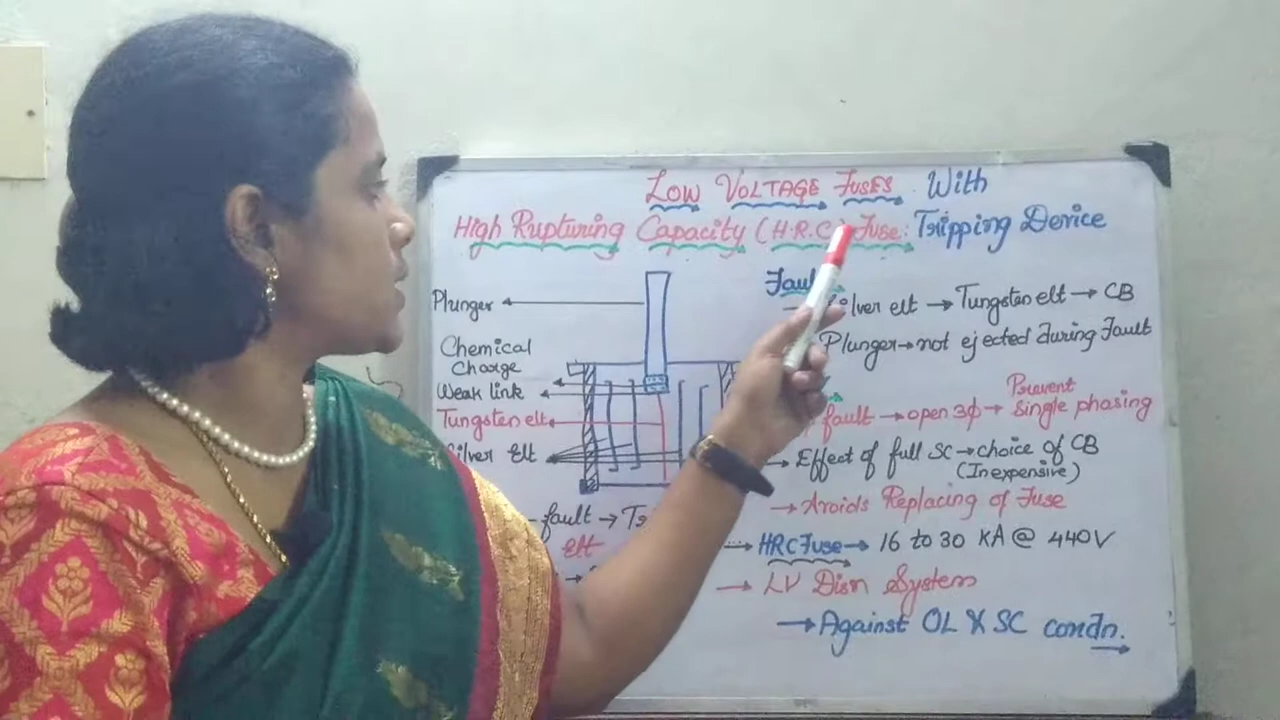 Low Voltage Fuses With
High Rupturing Capacity (H.R.C) Fuse: Tripping Device
Plunger
Chemical
Charge
Weak link
Tungsten elt
Silver Elt
fault → Tr
Elt
Fault
Silver elt → Tungsten elt → CB
Plunger → not ejected during Fault
fault → open 3φ → Prevent single phasing
→ Effect of full SC → choice of CB
(Inexpensive)
→ Avoids Replacing of Fuse
→ HRC Fuse → 16 to 30 KA @ 440V
→ LV Disn System
→ Against OL & SC condn.